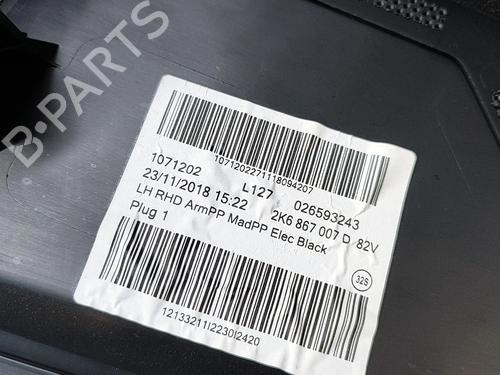 B-PARTS
1071202271118094207
1071202 L127 026593243
23/11/2018 15:22 2K6 867 007 D 82V
LH RHD ArmPP MadPP Elec Black
Plug 1
32S
12133211I2230I2420